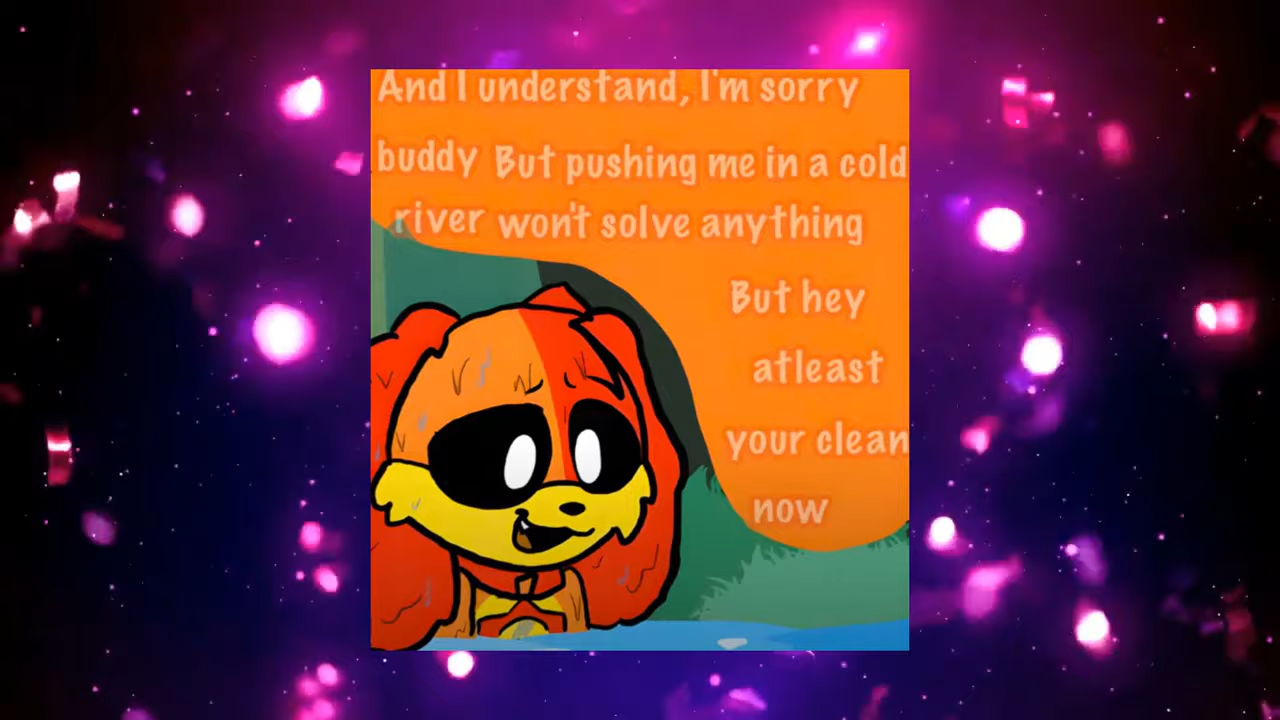 And I understand, I'm sorry
buddy But pushing me in a cold
river won't solve anything
But hey
atleast
your clean
now